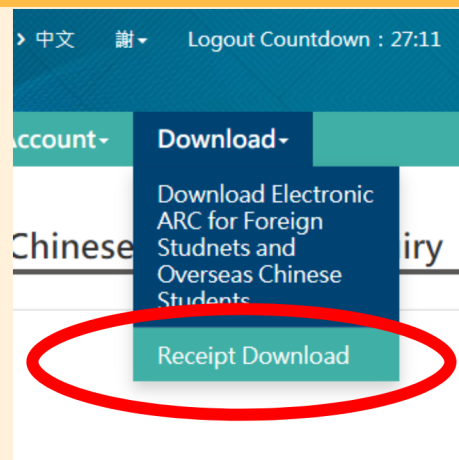 中文 謝 Logout Countdown：27:11
Account Download
Download Electronic
ARC for Foreign
Studnets and
Overseas Chinese
Students
Chinese iry
Receipt Download